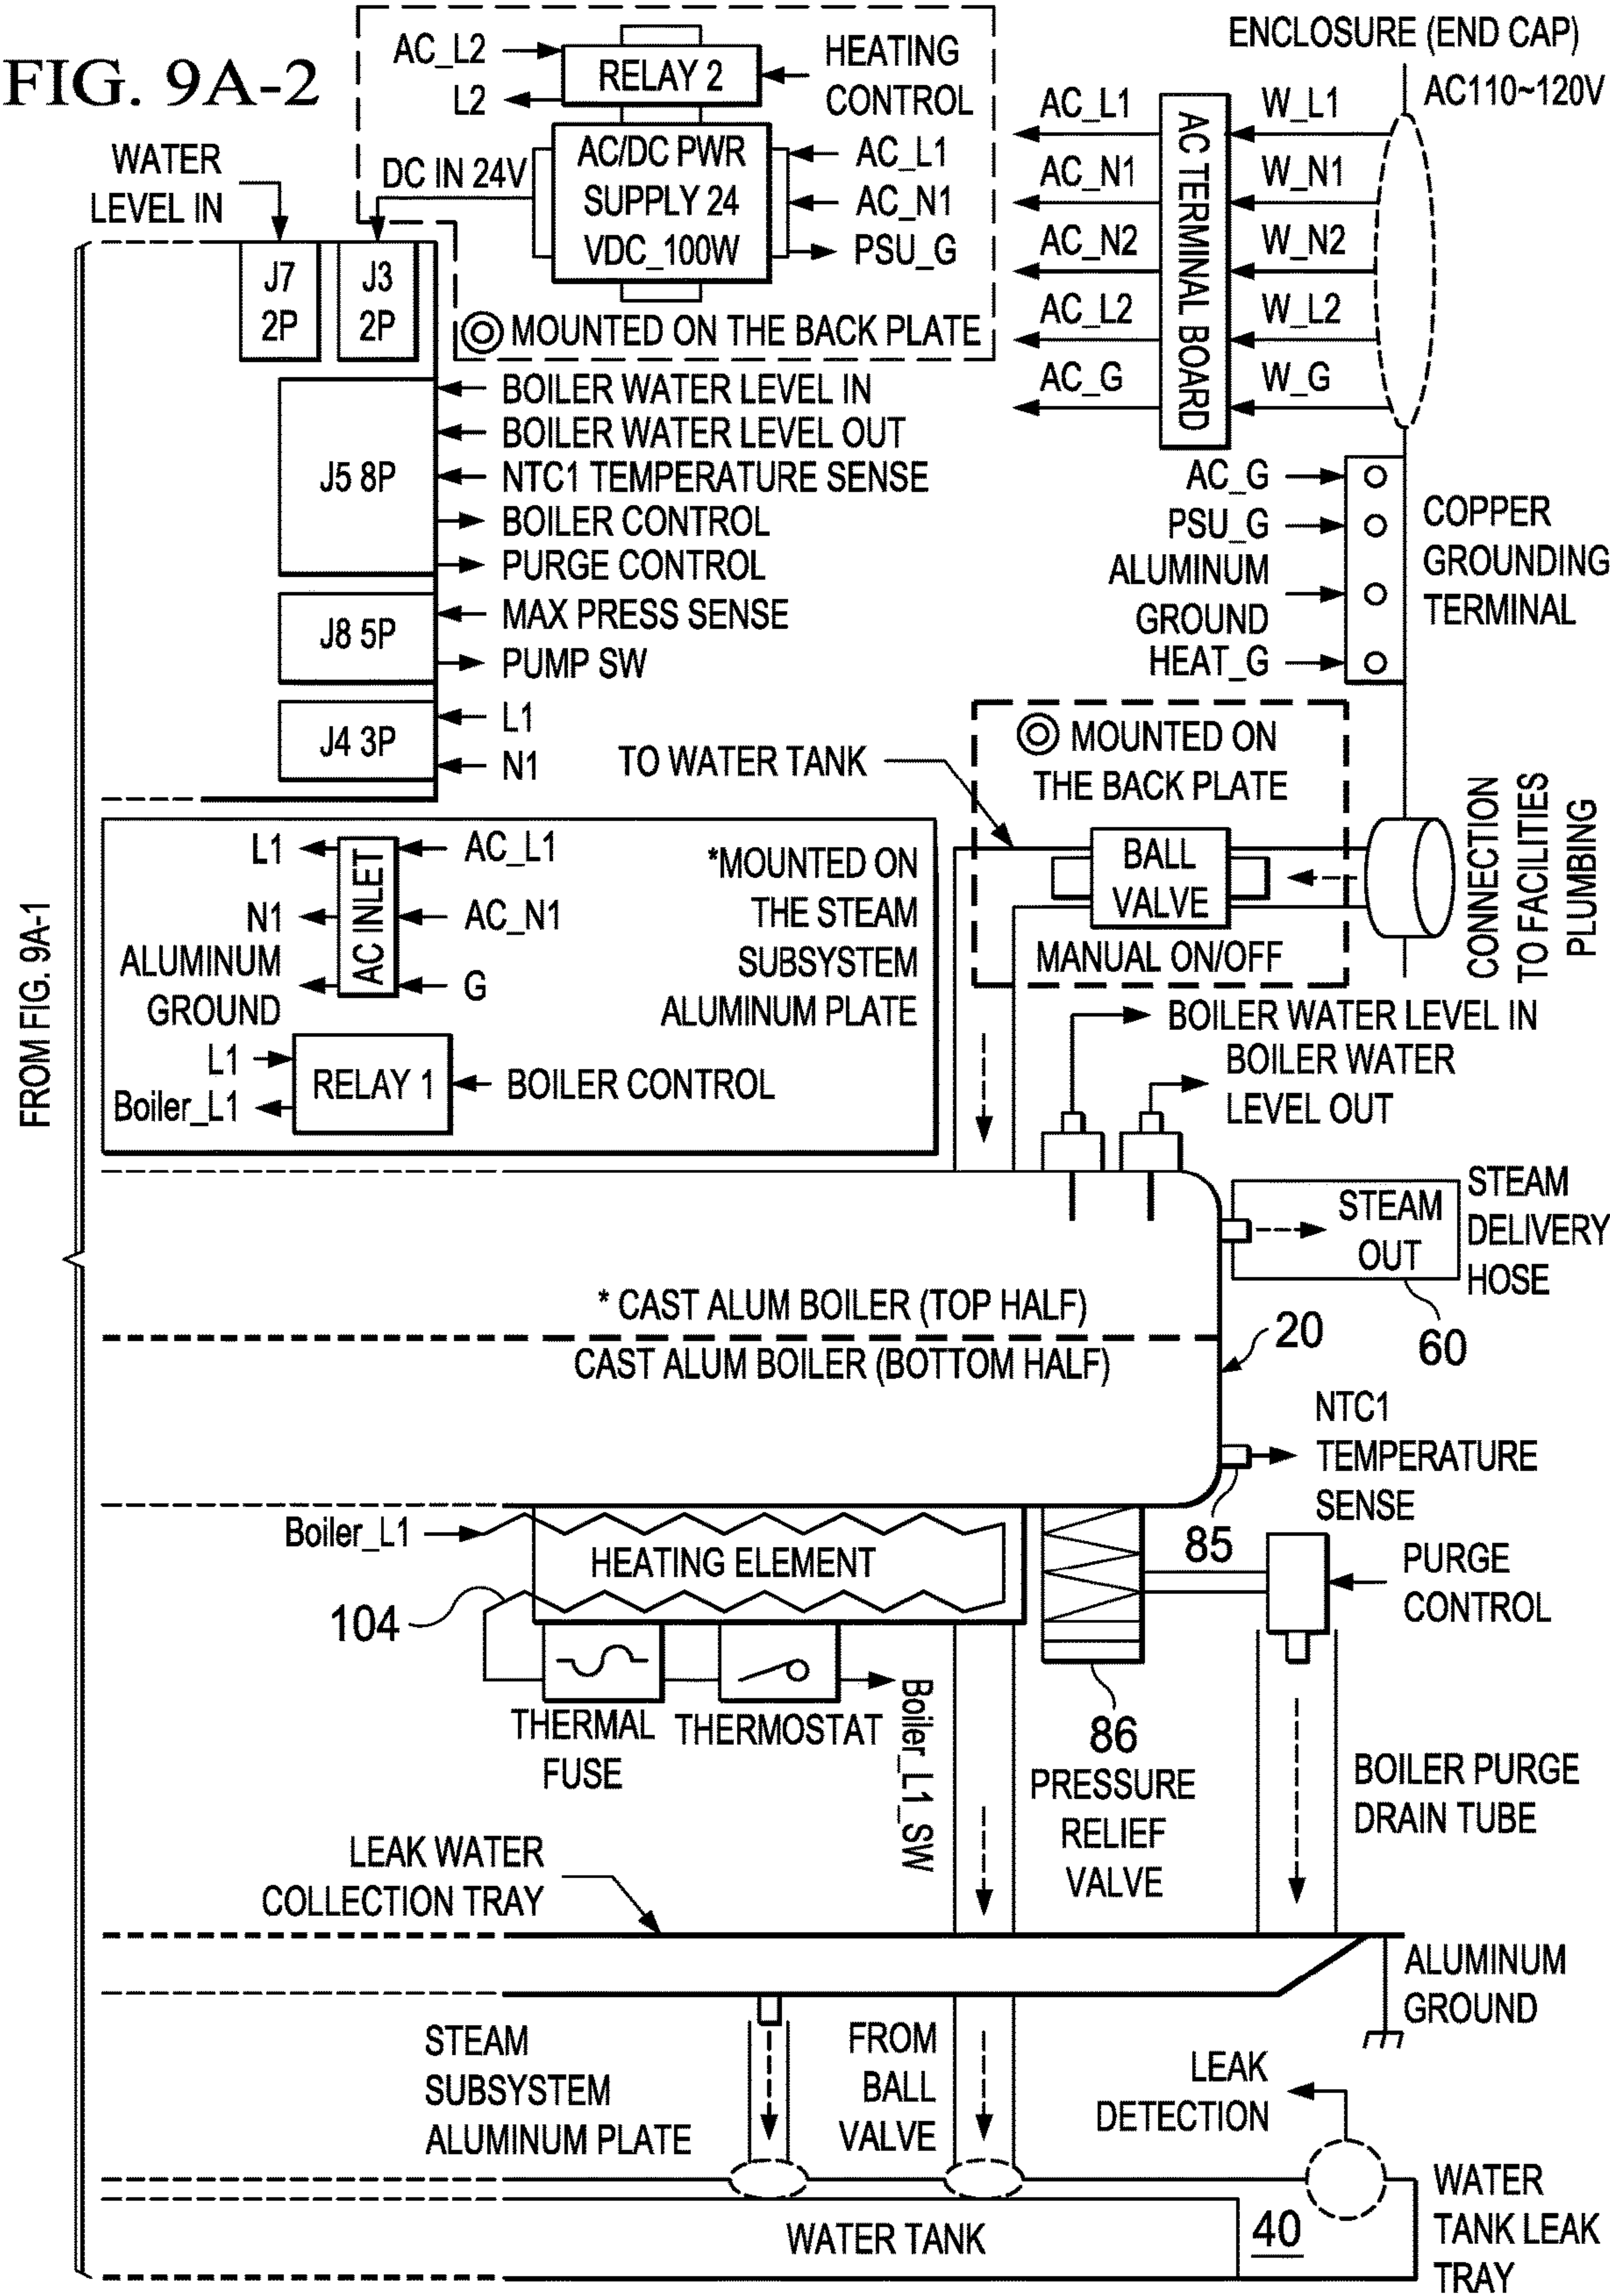 FIG. 9A-2
AC_L2
L2
RELAY 2
HEATING
CONTROL
DC IN 24V
AC/DC PWR
SUPPLY 24
VDC_100W
AC_L1
AC_N1
PSU_G
MOUNTED ON THE BACK PLATE
ENCLOSURE (END CAP)
AC110~120V
AC_L1
AC_N1
AC_N2
AC_L2
AC_G
AC TERMINAL BOARD
W_L1
W_N1
W_N2
W_L2
W_G
WATER
LEVEL IN
J7
2P
J3
2P
J5 8P
BOILER WATER LEVEL IN
BOILER WATER LEVEL OUT
NTC1 TEMPERATURE SENSE
BOILER CONTROL
PURGE CONTROL
J8 5P
MAX PRESS SENSE
PUMP SW
J4 3P
L1
N1
AC_G
PSU_G
ALUMINUM
GROUND
HEAT_G
COPPER
GROUNDING
TERMINAL
TO WATER TANK
MOUNTED ON
THE BACK PLATE
BALL
VALVE
MANUAL ON/OFF
CONNECTION
TO FACILITIES
PLUMBING
FROM FIG. 9A-1
L1
N1
ALUMINUM
GROUND
AC INLET
AC_L1
AC_N1
G
*MOUNTED ON
THE STEAM
SUBSYSTEM
ALUMINUM PLATE
L1
Boiler_L1
RELAY 1
BOILER CONTROL
BOILER WATER LEVEL IN
BOILER WATER
LEVEL OUT
STEAM
OUT
STEAM
DELIVERY
HOSE
60
* CAST ALUM BOILER (TOP HALF)
CAST ALUM BOILER (BOTTOM HALF)
20
NTC1
TEMPERATURE
SENSE
85
Boiler_L1
HEATING ELEMENT
104
THERMAL
FUSE
THERMOSTAT
Boiler_L1_SW
86
PRESSURE
RELIEF
VALVE
PURGE
CONTROL
BOILER PURGE
DRAIN TUBE
LEAK WATER
COLLECTION TRAY
ALUMINUM
GROUND
STEAM
SUBSYSTEM
ALUMINUM PLATE
FROM
BALL
VALVE
LEAK
DETECTION
WATER TANK
40
WATER
TANK LEAK
TRAY